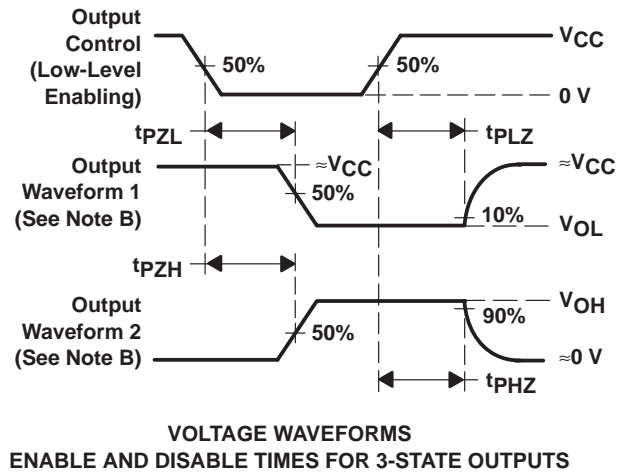 Output
Control
(Low-Level
Enabling)
50%
50%
VCC
0 V
tPZL
tPLZ
Output
Waveform 1
(See Note B)
≈VCC
50%
≈VCC
10%
VOL
tPZH
Output
Waveform 2
(See Note B)
50%
VOH
90%
≈0 V
tPHZ
VOLTAGE WAVEFORMS
ENABLE AND DISABLE TIMES FOR 3-STATE OUTPUTS